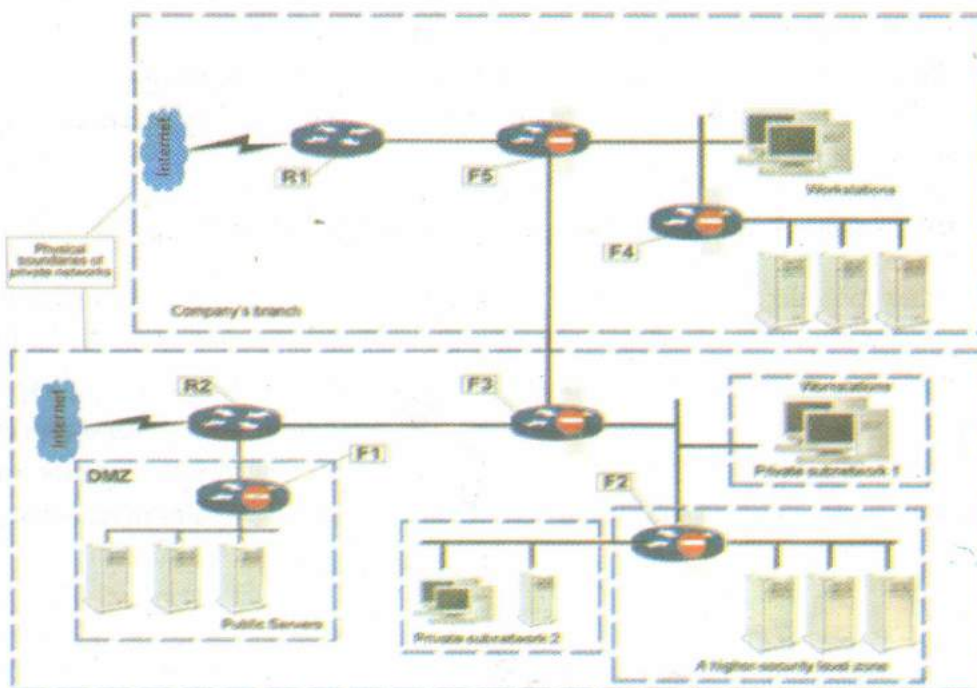 Internet
R1
F5
Workstations
F4
Physical
boundaries of
private networks
Company's branch
Internet
R2
F3
Workstations
Private subnetwork 1
F1
DMZ
F2
Public Servers
Private subnetwork 2
A higher-security level zone